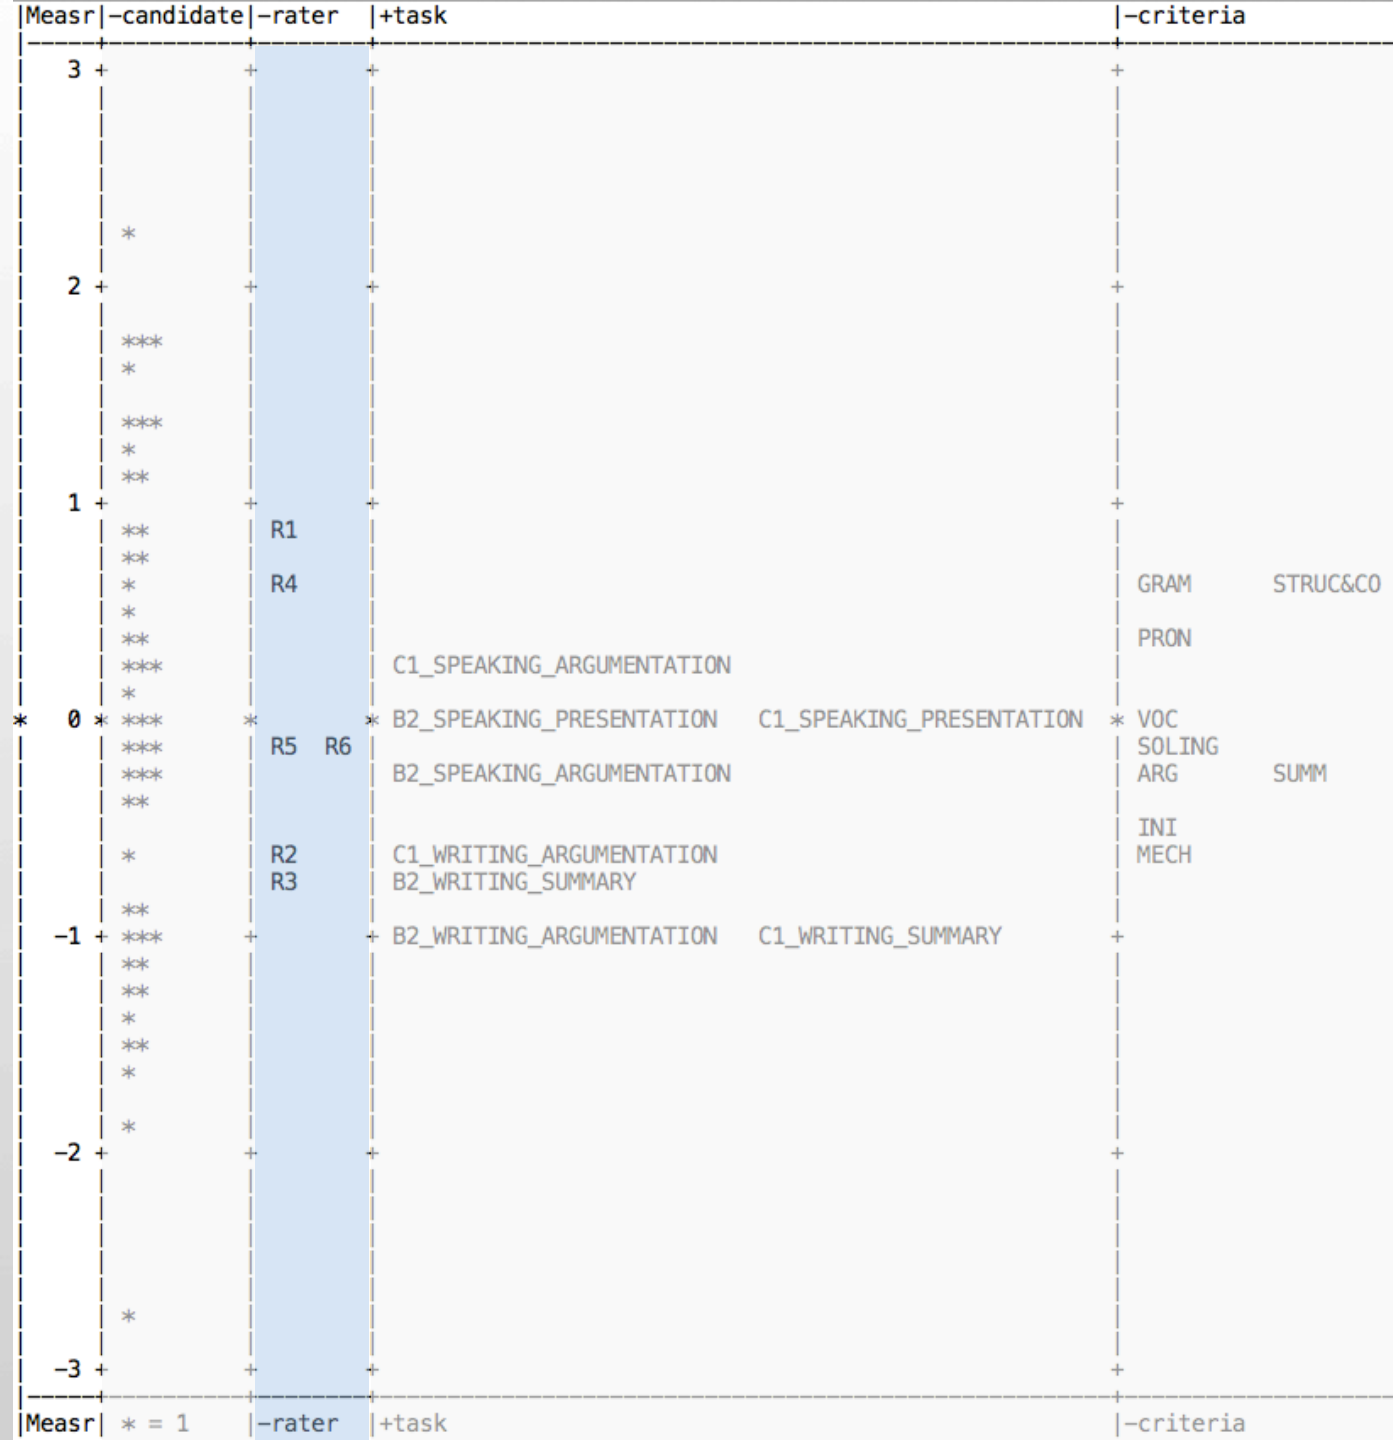 |Measr|-candidate|-rater |+task |-criteria
3
*
2
***
*
***
*
**
1
** R1
**
* R4 GRAM STRUC&CO
*
** PRON
*** C1_SPEAKING_ARGUMENTATION
*
* 0 * *** * * B2_SPEAKING_PRESENTATION C1_SPEAKING_PRESENTATION * VOC
*** R5 R6 SOLING
*** B2_SPEAKING_ARGUMENTATION ARG SUMM
**
INI
* R2 C1_WRITING_ARGUMENTATION MECH
R3 B2_WRITING_SUMMARY
**
-1 *** B2_WRITING_ARGUMENTATION C1_WRITING_SUMMARY
**
**
*
**
*
*
-2
*
-3
|Measr| * = 1 |-rater |+task |-criteria